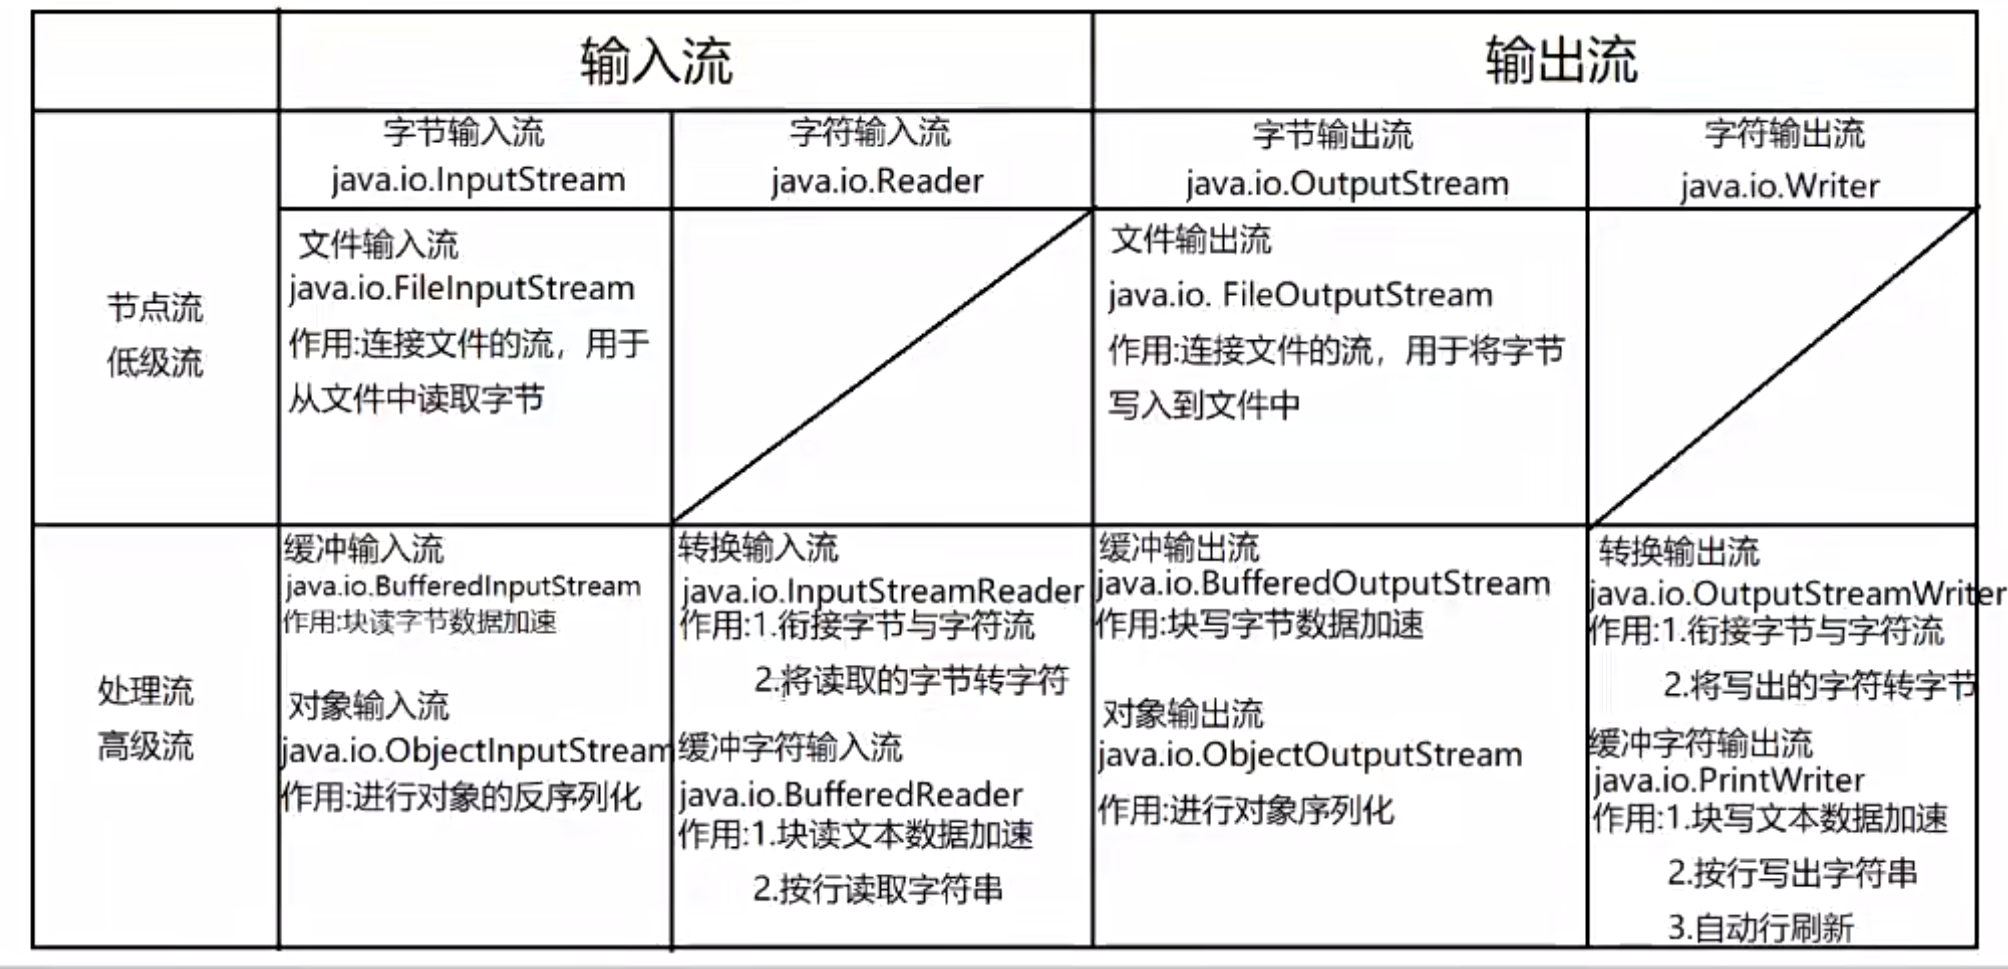 输入流
输出流
字节输入流
java.io.InputStream
字符输入流
java.io.Reader
字节输出流
java.io.OutputStream
字符输出流
java.io.Writer
节点流
低级流
文件输入流
java.io.FileInputStream
作用:连接文件的流，用于
从文件中读取字节
文件输出流
java.io. FileOutputStream
作用:连接文件的流，用于将字节
写入到文件中
处理流
高级流
缓冲输入流
java.io.BufferedInputStream
作用:块读字节数据加速
对象输入流
java.io.ObjectInputStream
作用:进行对象的反序列化
转换输入流
java.io.InputStreamReader
作用:1.衔接字节与字符流
2.将读取的字节转字符
缓冲字符输入流
java.io.BufferedReader
作用:1.块读文本数据加速
2.按行读取字符串
缓冲输出流
java.io.BufferedOutputStream
作用:块写字节数据加速
对象输出流
java.io.ObjectOutputStream
作用:进行对象序列化
转换输出流
java.io.OutputStreamWriter
作用:1.衔接字节与字符流
2.将写出的字符转字节
缓冲字符输出流
java.io.PrintWriter
作用:1.块写文本数据加速
2.按行写出字符串
3.自动行刷新